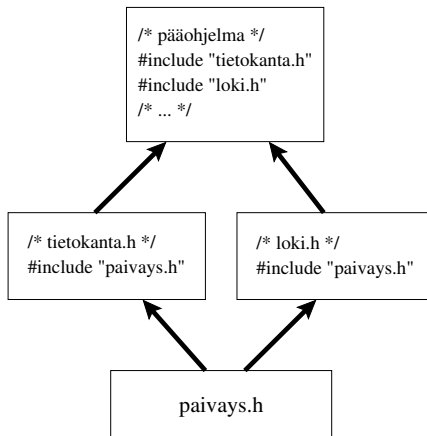 /* pääohjelma */
#include "tietokanta.h"
#include "loki.h"
/* ... */
/* tietokanta.h */
#include "paivays.h"
/* loki.h */
#include "paivays.h"
paivays.h